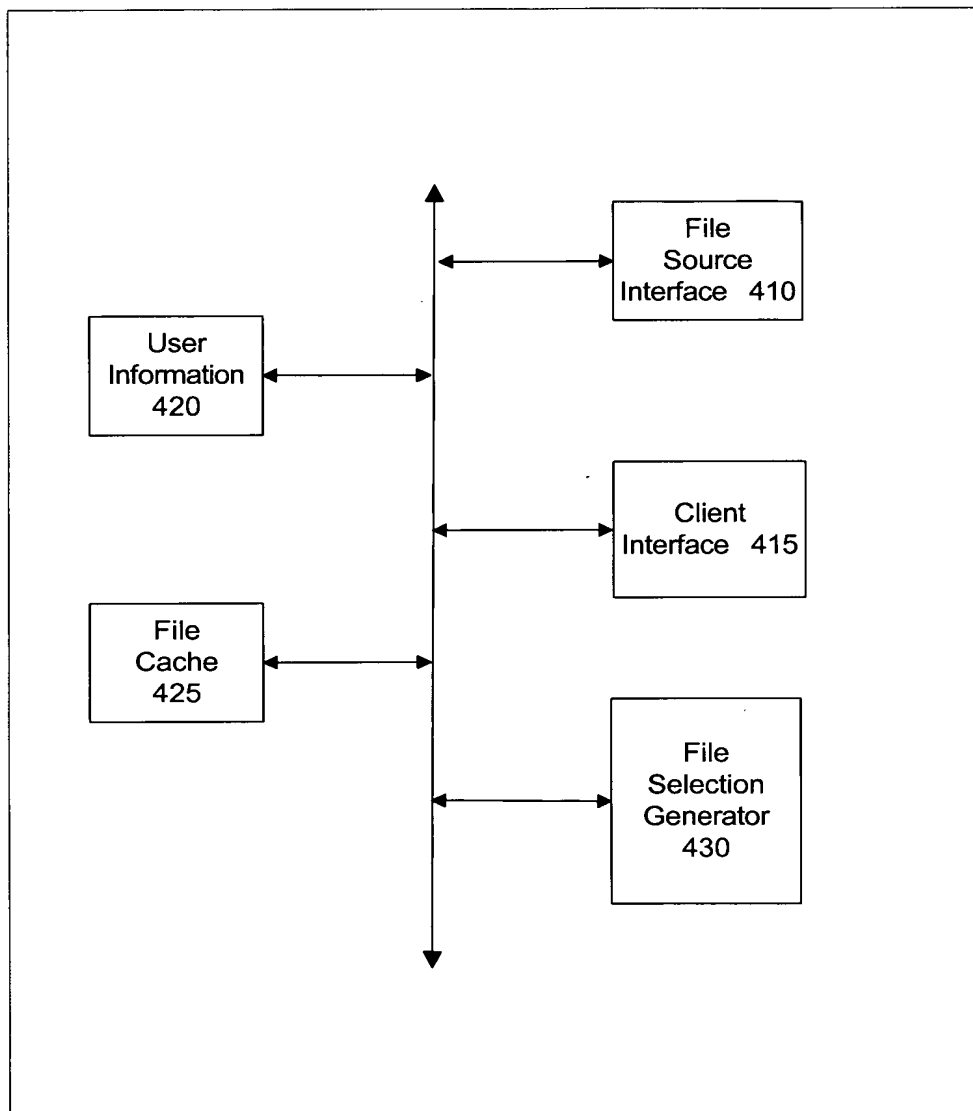 File
Source
Interface 410
User
Information
420
Client
Interface 415
File
Cache
425
File
Selection
Generator
430